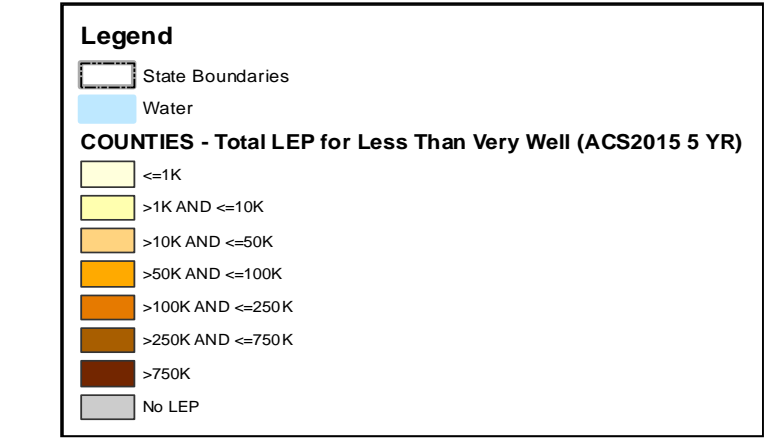 Legend
State Boundaries
Water
COUNTIES - Total LEP for Less Than Very Well (ACS2015 5 YR)
<=1K
>1K AND <=10K
>10K AND <=50K
>50K AND <=100K
>100K AND <=250K
>250K AND <=750K
>750K
No LEP